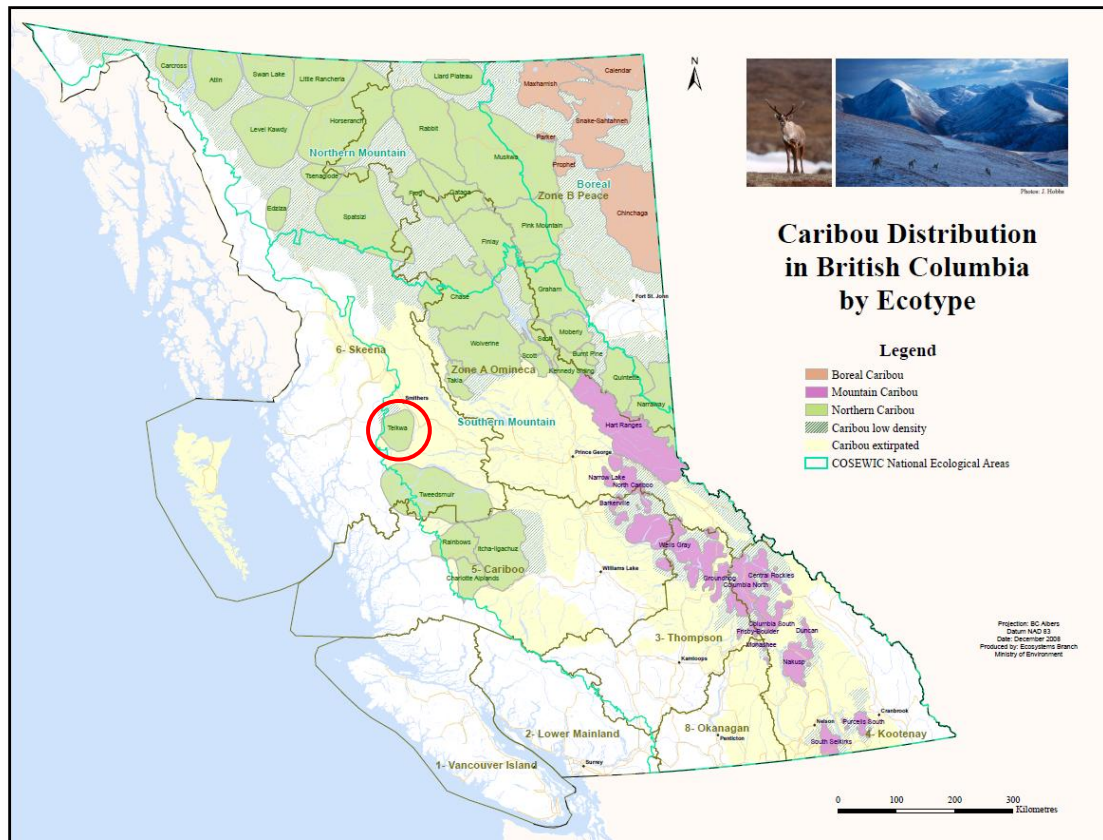 Carcross
Atlin
Swan Lake
Little Rancheria
Liard Plateau
Calendar
Maxhamish
Level Kawdy
Horseranch
Rabbit
Snake-Sahtahneh
Parker
Northern Mountain
Muskwa
Prophet
Tsenaglode
Frog
Gataga
Boreal
Zone B Peace
Edziza
Spatsizi
Chinchaga
Pink Mountain
Finlay
Chase
Graham
Fort St. John
Moberly
Wolverine
Scott
Burnt Pine
6- Skeena
Scott
Kennedy Siding
Zone A Omineca
Quintette
Takla
Narraway
Smithers
Telkwa
Southern Mountain
Hart Ranges
Prince George
Narrow Lake
North Cariboo
Tweedsmuir
Barkerville
Rainbows
Itcha-Ilgachuz
Wells Gray
5- Cariboo
Williams Lake
Charlotte Alplands
Groundhog
Central Rockies
Columbia North
Columbia South
Frisby-Boulder
Duncan
3- Thompson
Monashee
Kamloops
Nakusp
Cranbrook
Nelson
Purcells South
8- Okanagan
4- Kootenay
2- Lower Mainland
Penticton
South Selkirks
1- Vancouver Island
Surrey
N
Photos: J. Hobbs
Caribou Distribution
in British Columbia
by Ecotype
Legend
Boreal Caribou
Mountain Caribou
Northern Caribou
Caribou low density
Caribou extirpated
COSEWIC National Ecological Areas
Projection: BC Albers
Datum NAD 83
Date: December 2008
Produced by: Ecosystems Branch
Ministry of Environment
0 50 100 200 300
Kilometres